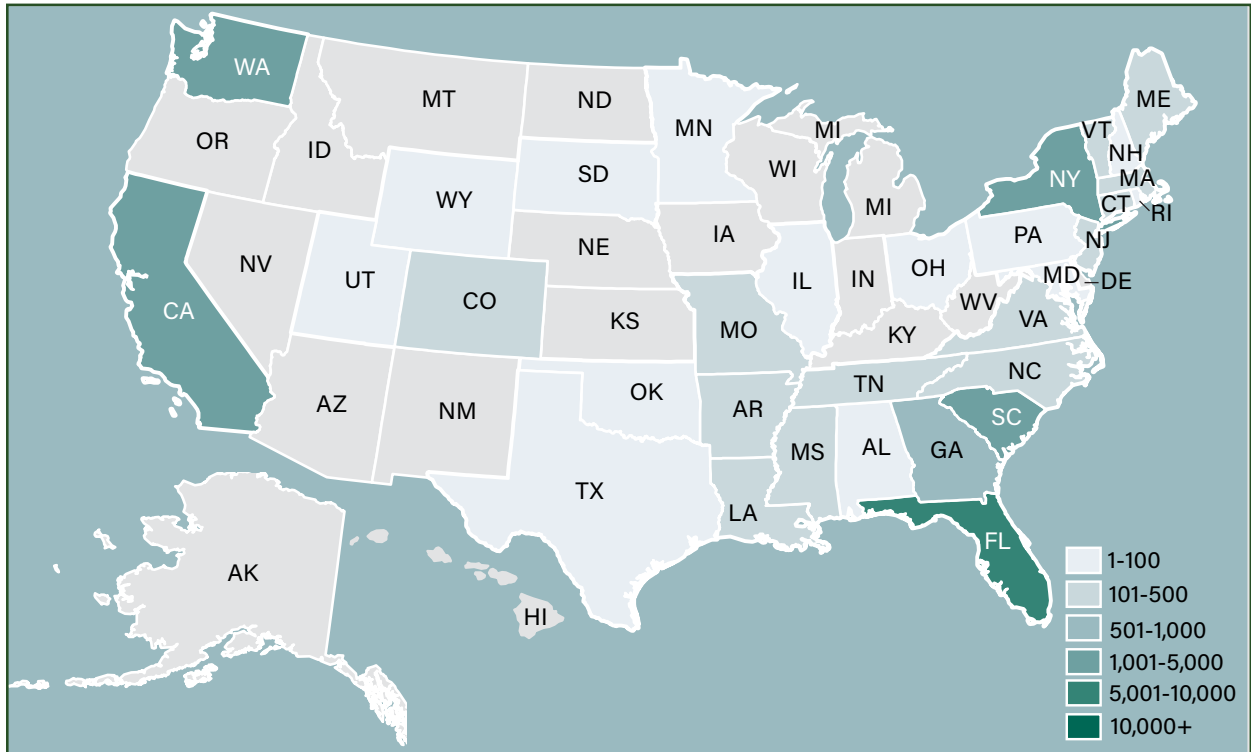 WA
MT
ND
MN
ME
OR
ID
MI
VT
NH
WI
SD
WY
NY
MA
CT
RI
MI
IA
PA
NJ
NE
NV
UT
IL
IN
OH
MD
DE
CO
WV
CA
VA
KS
MO
KY
NC
TN
OK
AZ
NM
AR
SC
MS
AL
GA
TX
LA
FL
AK
HI
1-100
101-500
501-1,000
1,001-5,000
5,001-10,000
10,000+